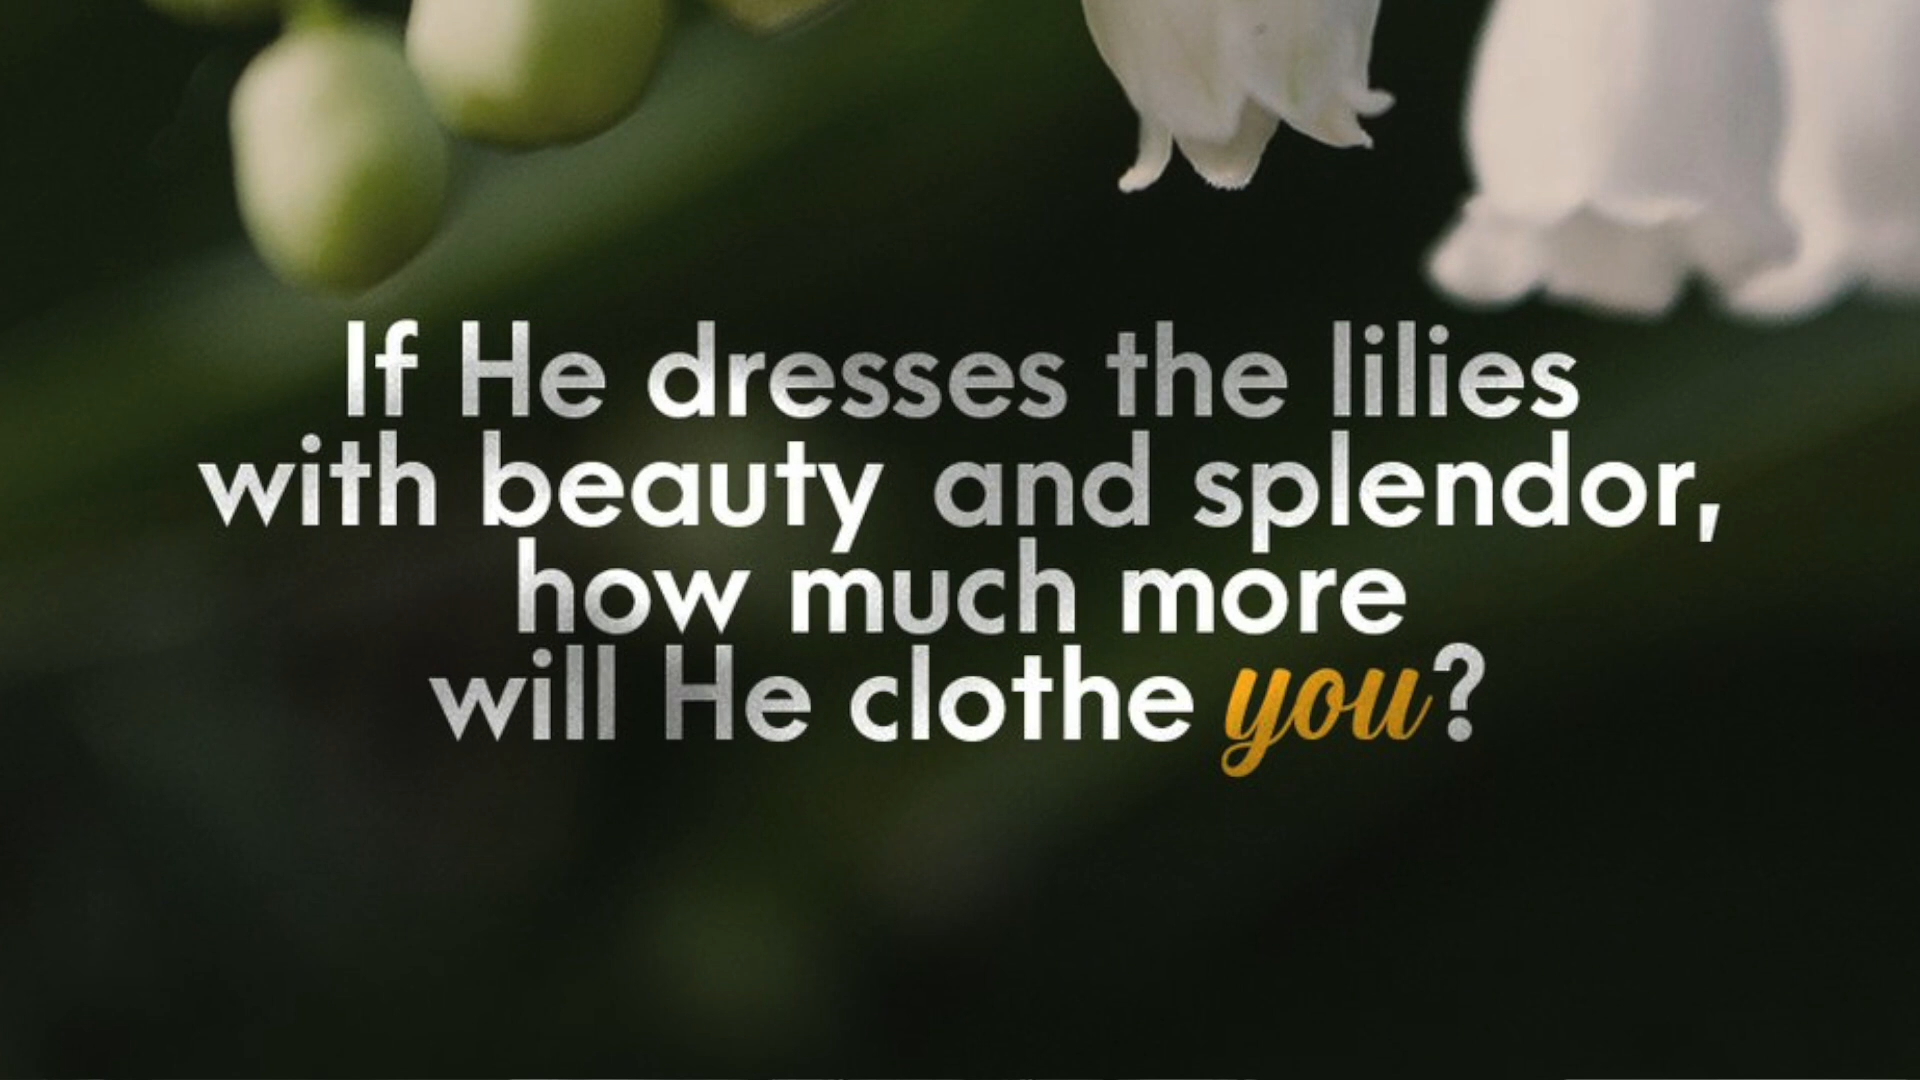 If He dresses the lilies
with beauty and splendor,
how much more
will He clothe you?